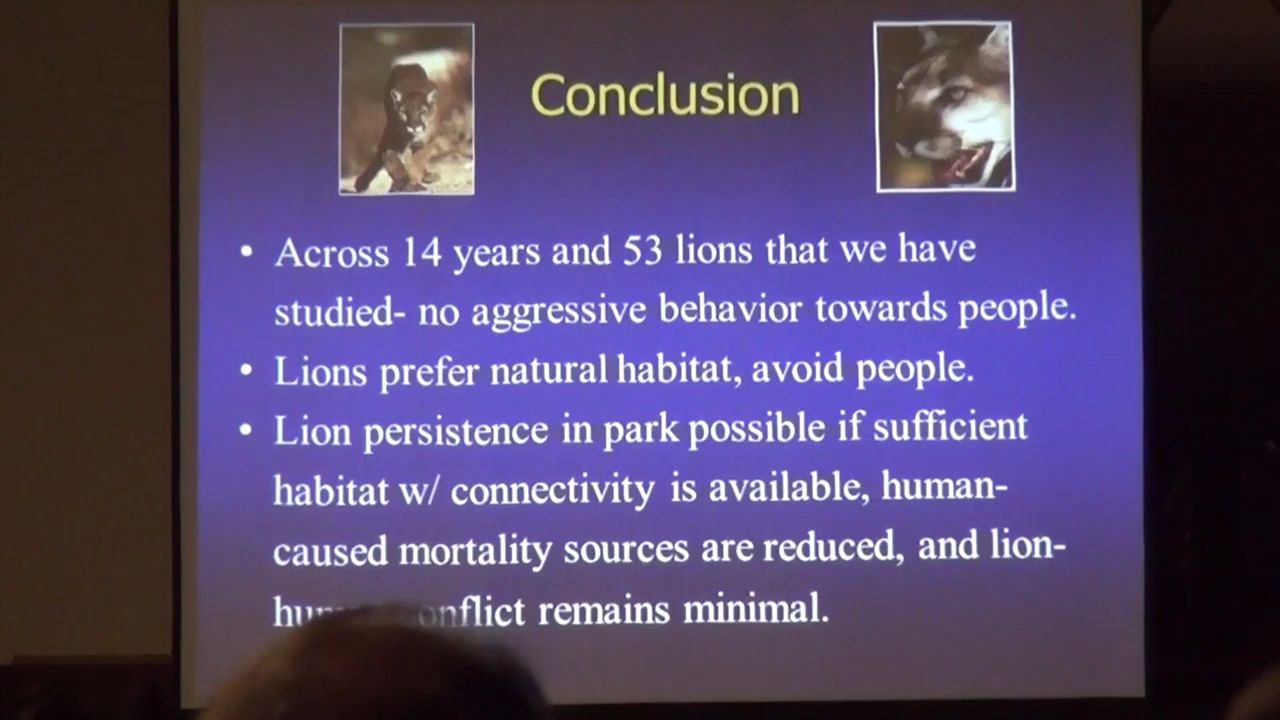 Conclusion
• Across 14 years and 53 lions that we have
studied- no aggressive behavior towards people.
• Lions prefer natural habitat, avoid people.
• Lion persistence in park possible if sufficient
habitat w/ connectivity is available, human-
caused mortality sources are reduced, and lion-
remains minimal.